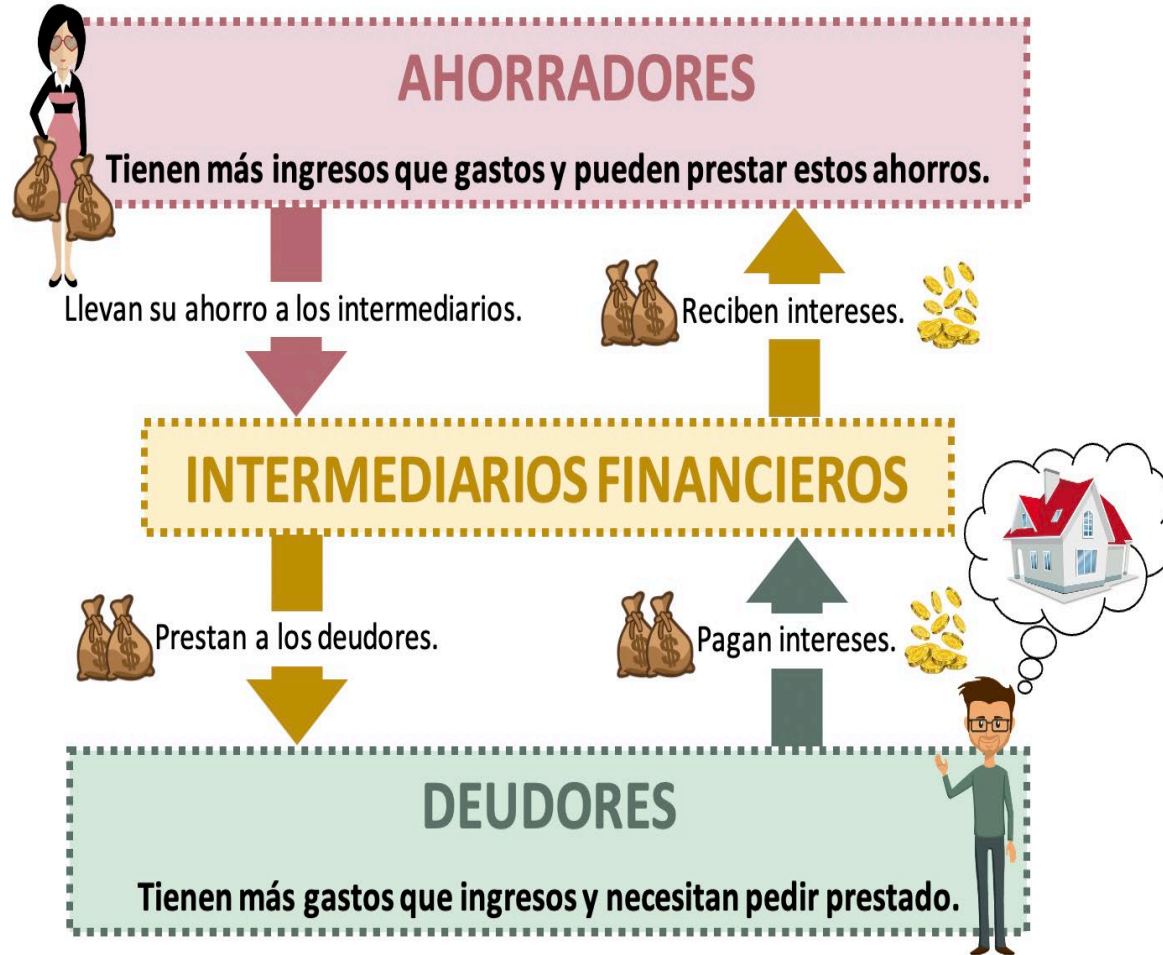 AHORRADORES
Tienen más ingresos que gastos y pueden prestar estos ahorros.
Llevan su ahorro a los intermediarios.
Reciben intereses.
INTERMEDIARIOS FINANCIEROS
Prestan a los deudores.
Pagan intereses.
DEUDORES
Tienen más gastos que ingresos y necesitan pedir prestado.